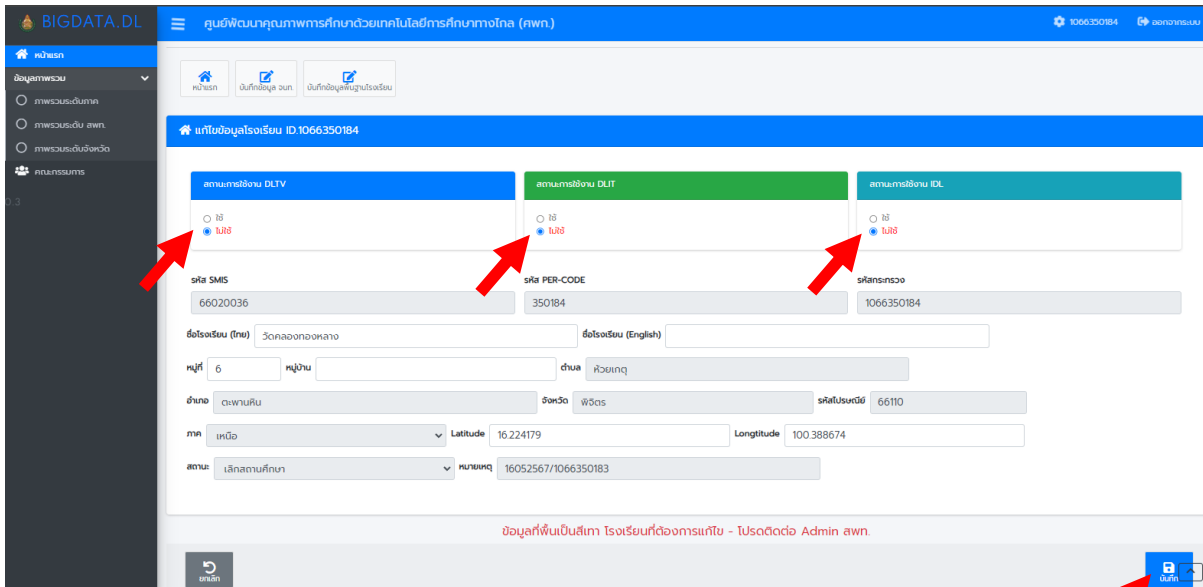 BIGDATA.DL
ศูนย์พัฒนาคุณภาพการศึกษาด้วยเทคโนโลยีการศึกษาทางไกล (ศพก.)
1066350184
ออกจากระบบ
หน้าแรก
ข้อมูลภาพรวม
ภาพรวมระดับภาค
ภาพรวมระดับ สพท.
ภาพรวมระดับจังหวัด
คณะกรรมการ
0.3
หน้าแรก
บันทึกข้อมูล จนท.
บันทึกข้อมูลพื้นฐานโรงเรียน
แก้ไขข้อมูลโรงเรียน ID.1066350184
สถานะการใช้งาน DLTV
ใช้
ไม่ใช้
สถานะการใช้งาน DLIT
ใช้
ไม่ใช้
สถานะการใช้งาน IDL
ใช้
ไม่ใช้
รหัส SMIS
66020036
รหัส PER-CODE
350184
รหัสกระทรวง
1066350184
ชื่อโรงเรียน (ไทย) วัดคลองทองหลาง
ชื่อโรงเรียน (English)
หมู่ที่ 6 หมู่บ้าน ตำบล ห้วยเกตุ
อำเภอ ตะพานหิน จังหวัด พิจิตร รหัสไปรษณีย์ 66110
ภาค เหนือ Latitude 16.224179 Longtitude 100.388674
สถานะ เลิกสถานศึกษา หมายเหตุ 16052567/1066350183
ข้อมูลที่พื้นเป็นสีเทา โรงเรียนที่ต้องการแก้ไข - โปรดติดต่อ Admin สพท.
ยกเลิก
บันทึก